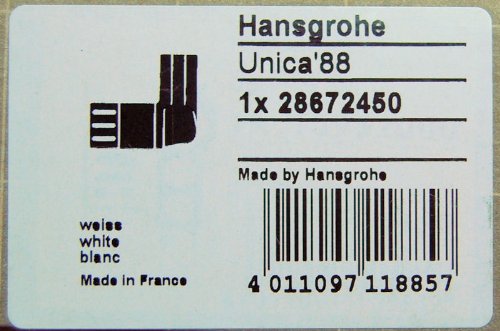 Hansgrohe
Unica'88
1x 28672450
Made by Hansgrohe
weiss
white
blanc
Made in France
4 011097 118857